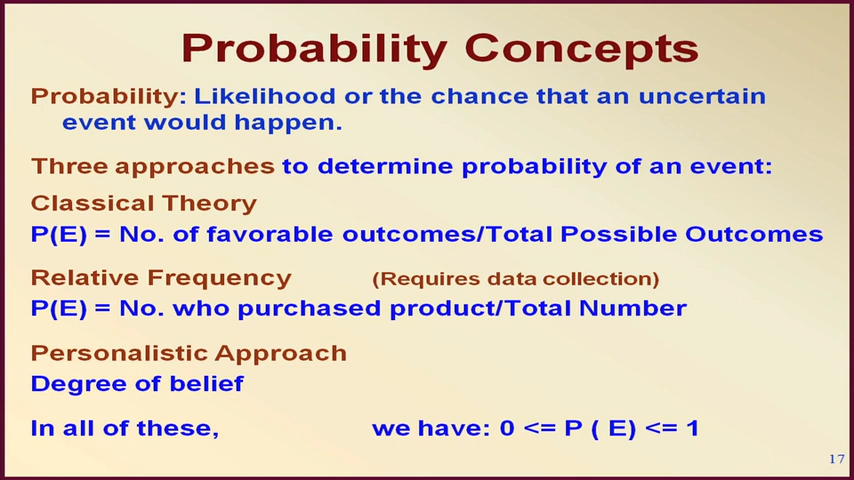 Probability Concepts
Probability: Likelihood or the chance that an uncertain
event would happen.
Three approaches to determine probability of an event:
Classical Theory
P(E) = No. of favorable outcomes/Total Possible Outcomes
Relative Frequency (Requires data collection)
P(E) = No. who purchased product/Total Number
Personalistic Approach
Degree of belief
In all of these, we have: 0 <= P ( E) <= 1
17